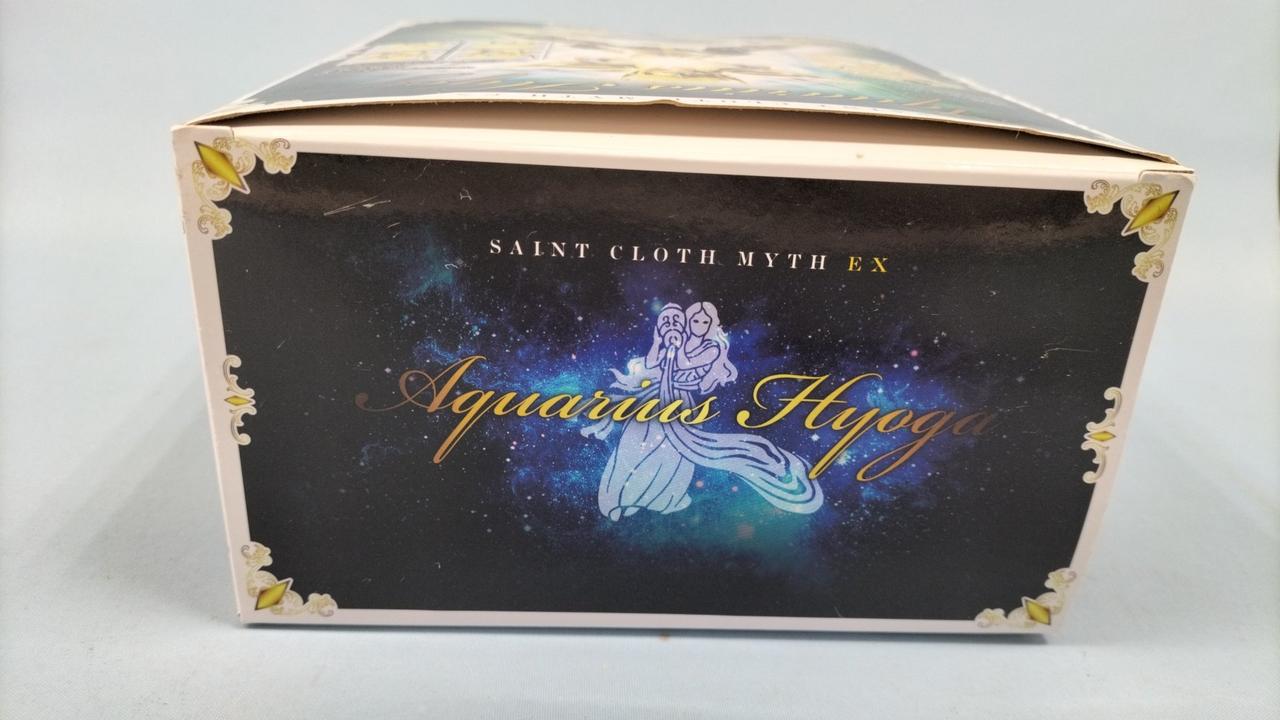 SAINT CLOTH MYTH EX
Aquarius Hyoga